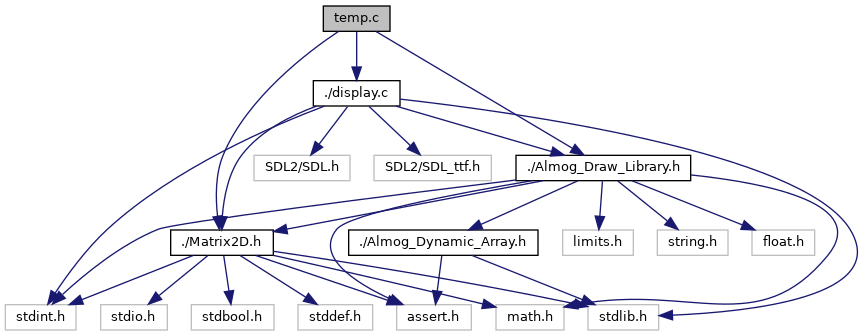 temp.c
./display.c
SDL2/SDL.h
SDL2/SDL_ttf.h
./Almog_Draw_Library.h
./Matrix2D.h
./Almog_Dynamic_Array.h
limits.h
string.h
float.h
stdint.h
stdio.h
stdbool.h
stddef.h
assert.h
math.h
stdlib.h